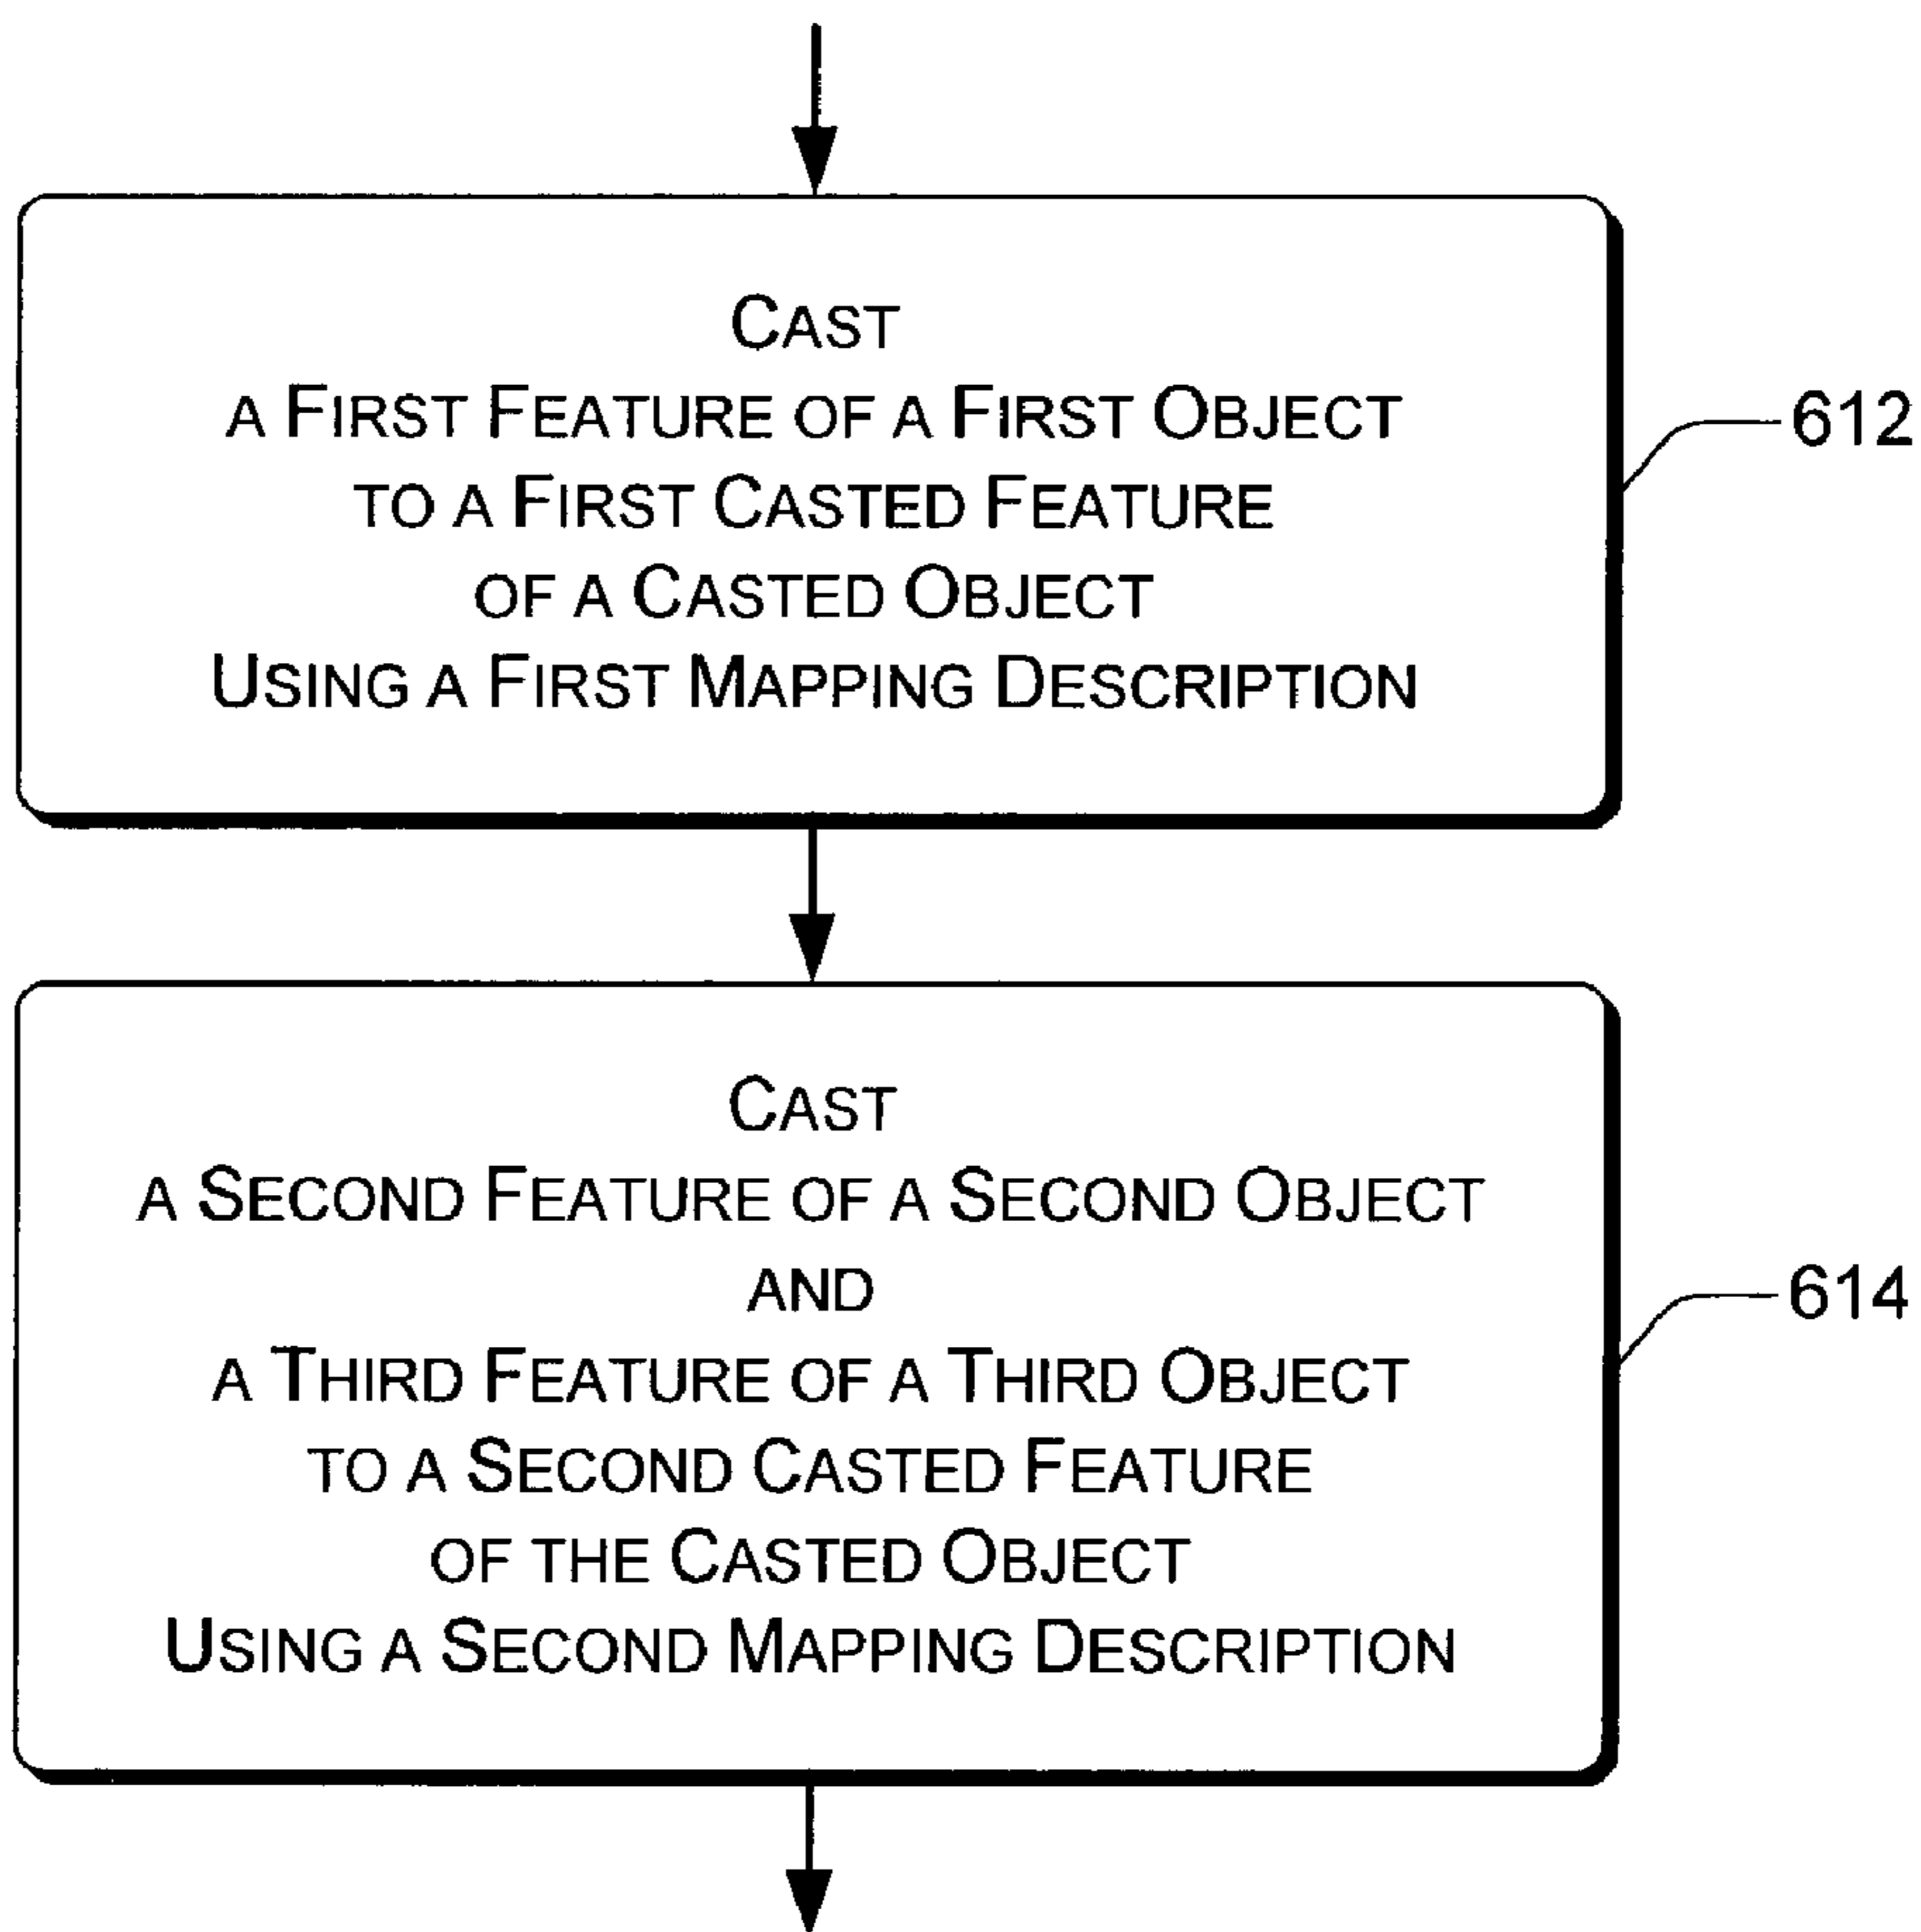 CAST
A FIRST FEATURE OF A FIRST OBJECT
TO A FIRST CASTED FEATURE
OF A CASTED OBJECT
USING A FIRST MAPPING DESCRIPTION
612
CAST
A SECOND FEATURE OF A SECOND OBJECT
AND
A THIRD FEATURE OF A THIRD OBJECT
TO A SECOND CASTED FEATURE
OF THE CASTED OBJECT
USING A SECOND MAPPING DESCRIPTION
614